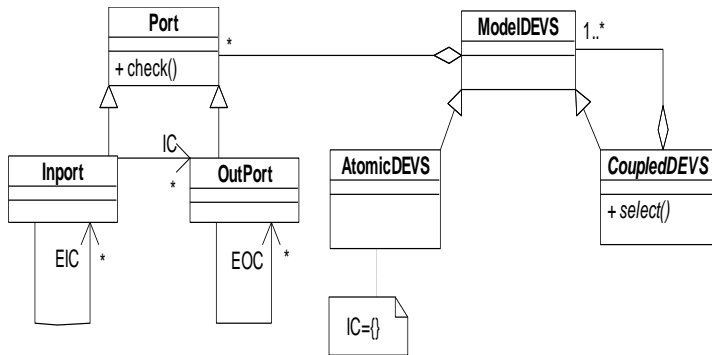 Port
ModelDEVS
*
1..*
+ check()
IC
*
Inport
OutPort
AtomicDEVS
CoupledDEVS
+ select()
EIC
*
EOC
*
IC={}